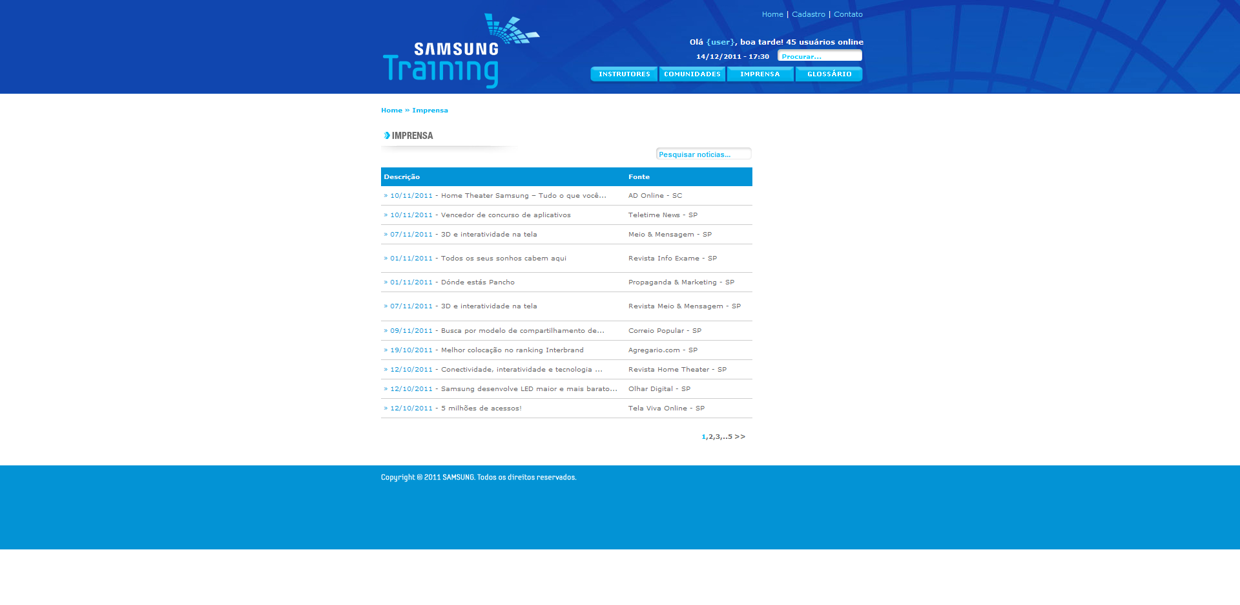 Home | Cadastro | Contato
SAMSUNG
Training
Olá {user}, boa tarde! 45 usuários online
14/12/2011 - 17:30 Procurar...
INSTRUTORES COMUNIDADES IMPRENSA GLOSSÁRIO
Home » Imprensa
IMPRENSA
Pesquisar notícias...
Descrição Fonte
» 10/11/2011 - Home Theater Samsung – Tudo o que você... AD Online - SC
» 10/11/2011 - Vencedor de concurso de aplicativos Teletime News - SP
» 07/11/2011 - 3D e interatividade na tela Meio & Mensagem - SP
» 01/11/2011 - Todos os seus sonhos cabem aqui Revista Info Exame - SP
» 01/11/2011 - Dónde estás Pancho Propaganda & Marketing - SP
» 07/11/2011 - 3D e interatividade na tela Revista Meio & Mensagem - SP
» 09/11/2011 - Busca por modelo de compartilhamento de... Correio Popular - SP
» 19/10/2011 - Melhor colocação no ranking Interbrand Agregario.com - SP
» 12/10/2011 - Conectividade, interatividade e tecnologia ... Revista Home Theater - SP
» 12/10/2011 - Samsung desenvolve LED maior e mais barato... Olhar Digital - SP
» 12/10/2011 - 5 milhões de acessos! Tela Viva Online - SP
1,2,3,..5 >>
Copyright @ 2011 SAMSUNG. Todos os direitos reservados.